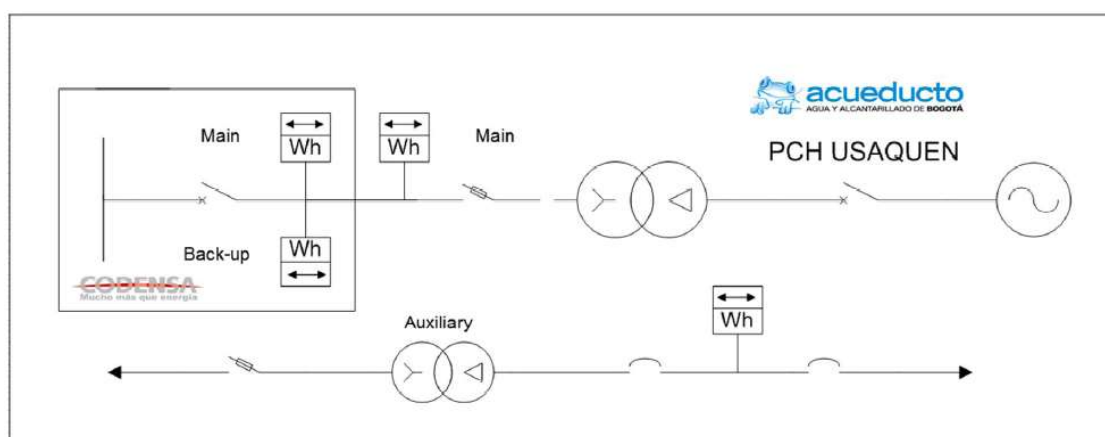 acueducto
AGUA Y ALCANTARILLADO DE BOGOTÁ
PCH USAQUEN
Main
Wh
Wh
Main
Back-up
Wh
CODENSA
Mucho más que energía
Auxiliary
Wh